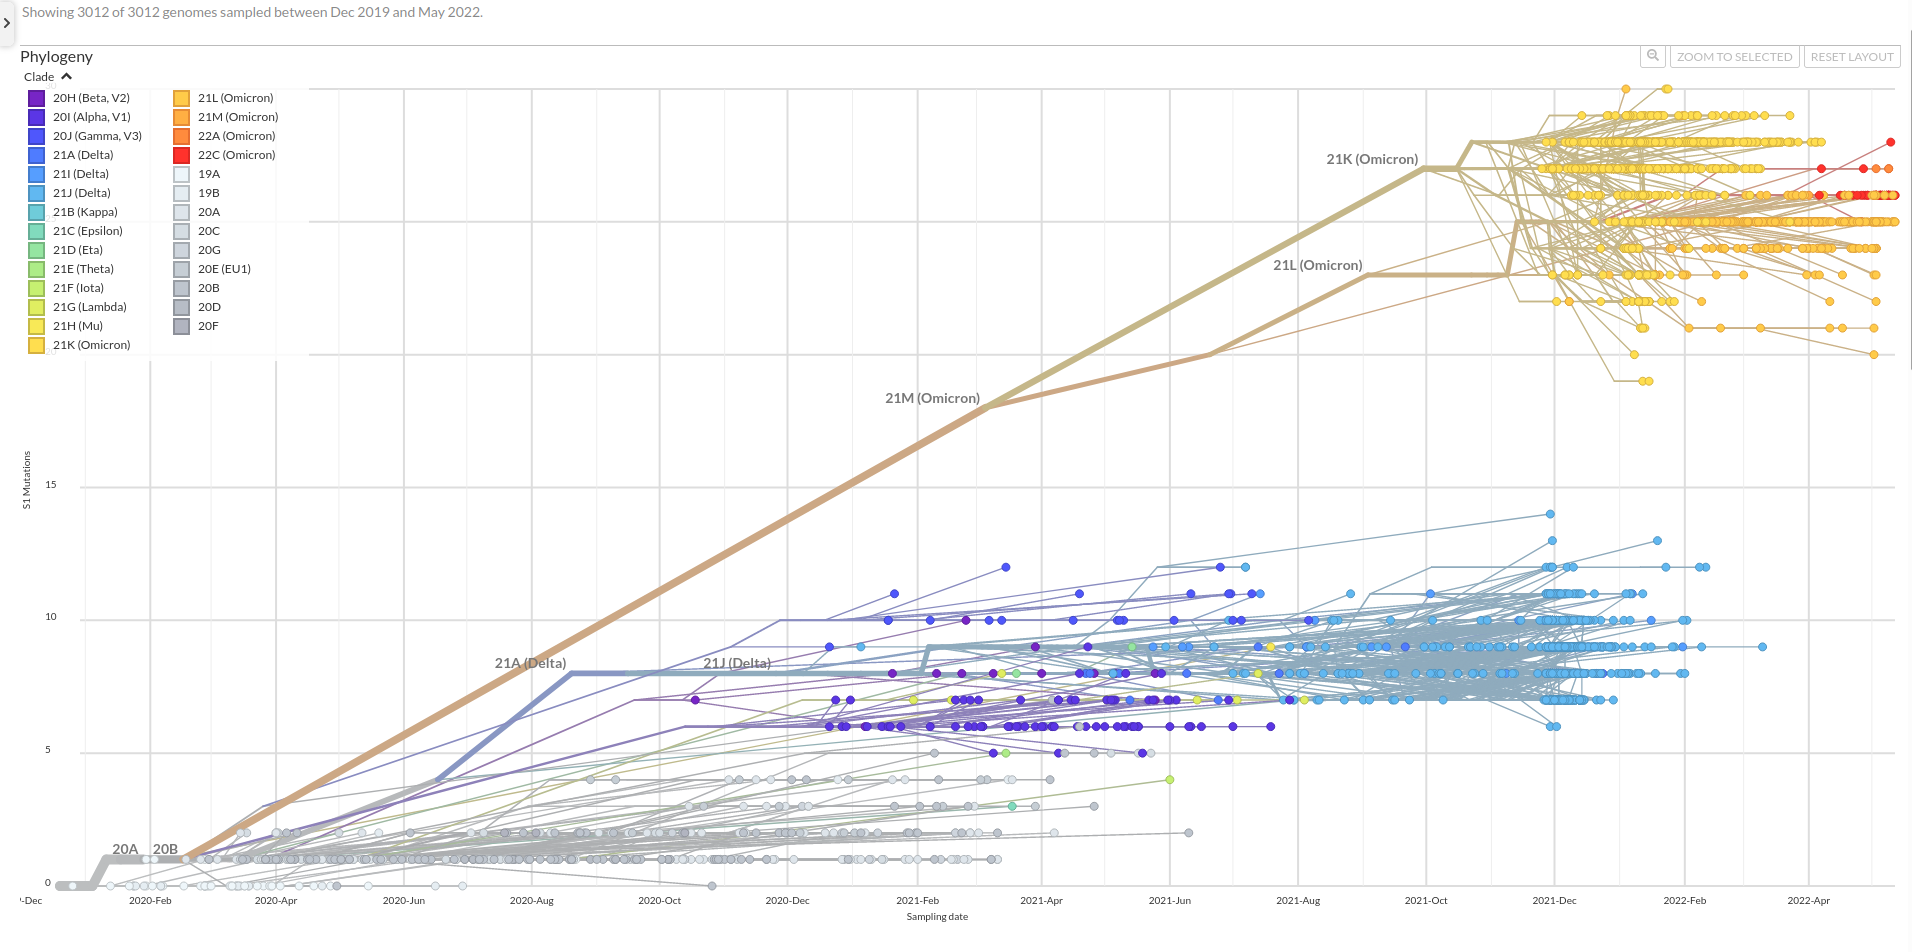 Showing 3012 of 3012 genomes sampled between Dec 2019 and May 2022.
Phylogeny
ZOOM TO SELECTED
RESET LAYOUT
Clade
20H (Beta, V2)
20I (Alpha, V1)
20J (Gamma, V3)
21A (Delta)
21I (Delta)
21J (Delta)
21B (Kappa)
21C (Epsilon)
21D (Eta)
21E (Theta)
21F (Iota)
21G (Lambda)
21H (Mu)
21K (Omicron)
21L (Omicron)
21M (Omicron)
22A (Omicron)
22C (Omicron)
19A
19B
20A
20C
20G
20E (EU1)
20B
20D
20F
21K (Omicron)
21L (Omicron)
21M (Omicron)
21A (Delta)
21J (Delta)
20A
20B
S1 Mutations
15
10
5
0
-Dec
2020-Feb
2020-Apr
2020-Jun
2020-Aug
2020-Oct
2020-Dec
2021-Feb
2021-Apr
2021-Jun
2021-Aug
2021-Oct
2021-Dec
2022-Feb
2022-Apr
Sampling date